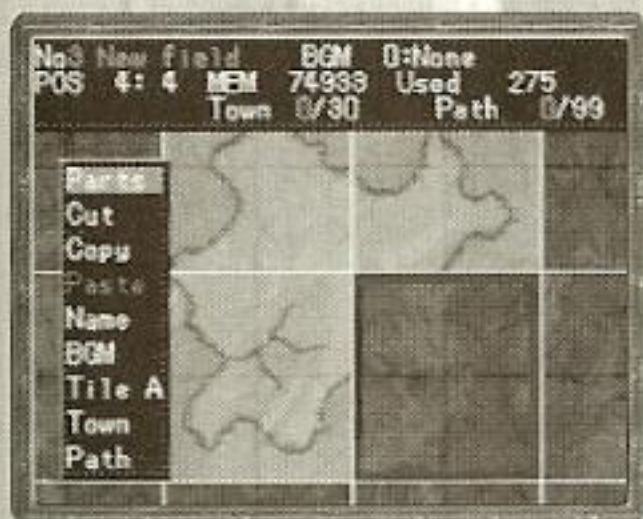 No3 New field BGM 0:None
POS 4: 4 MEM 74933 Used 275
Town 0/30 Path 0/99
Parts
Cut
Copy
Paste
Name
BGM
Tile A
Town
Path